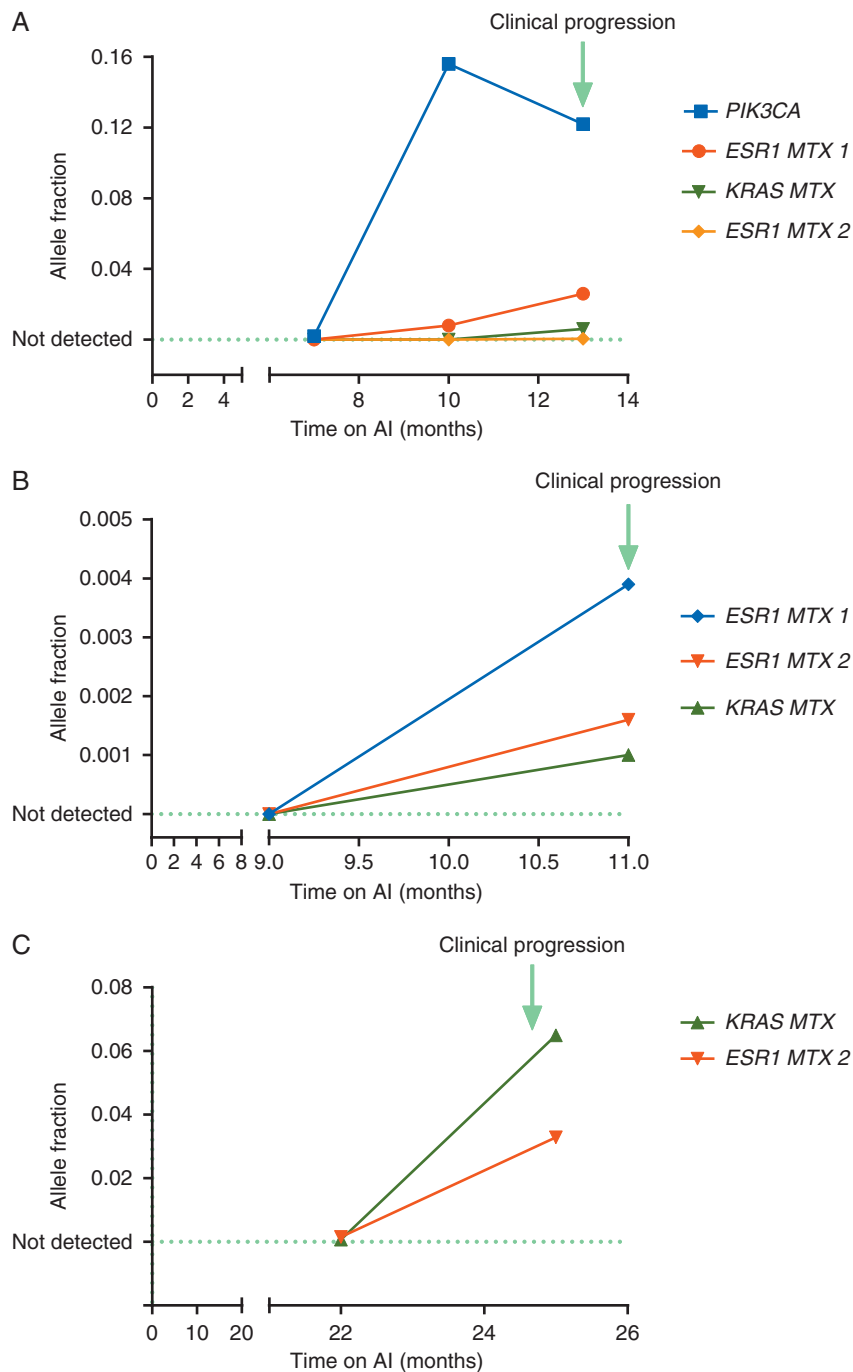 A
Clinical progression
0.16
0.12
0.08
0.04
Not detected
Allele fraction
0 2 4 8 10 12 14
Time on AI (months)
PIK3CA
ESR1 MTX 1
KRAS MTX
ESR1 MTX 2
B
Clinical progression
0.005
0.004
0.003
0.002
0.001
Not detected
Allele fraction
0 2 4 6 8 9.0 9.5 10.0 10.5 11.0
Time on AI (months)
ESR1 MTX 1
ESR1 MTX 2
KRAS MTX
C
Clinical progression
0.08
0.06
0.04
0.02
Not detected
Allele fraction
0 10 20 22 24 26
Time on AI (months)
KRAS MTX
ESR1 MTX 2